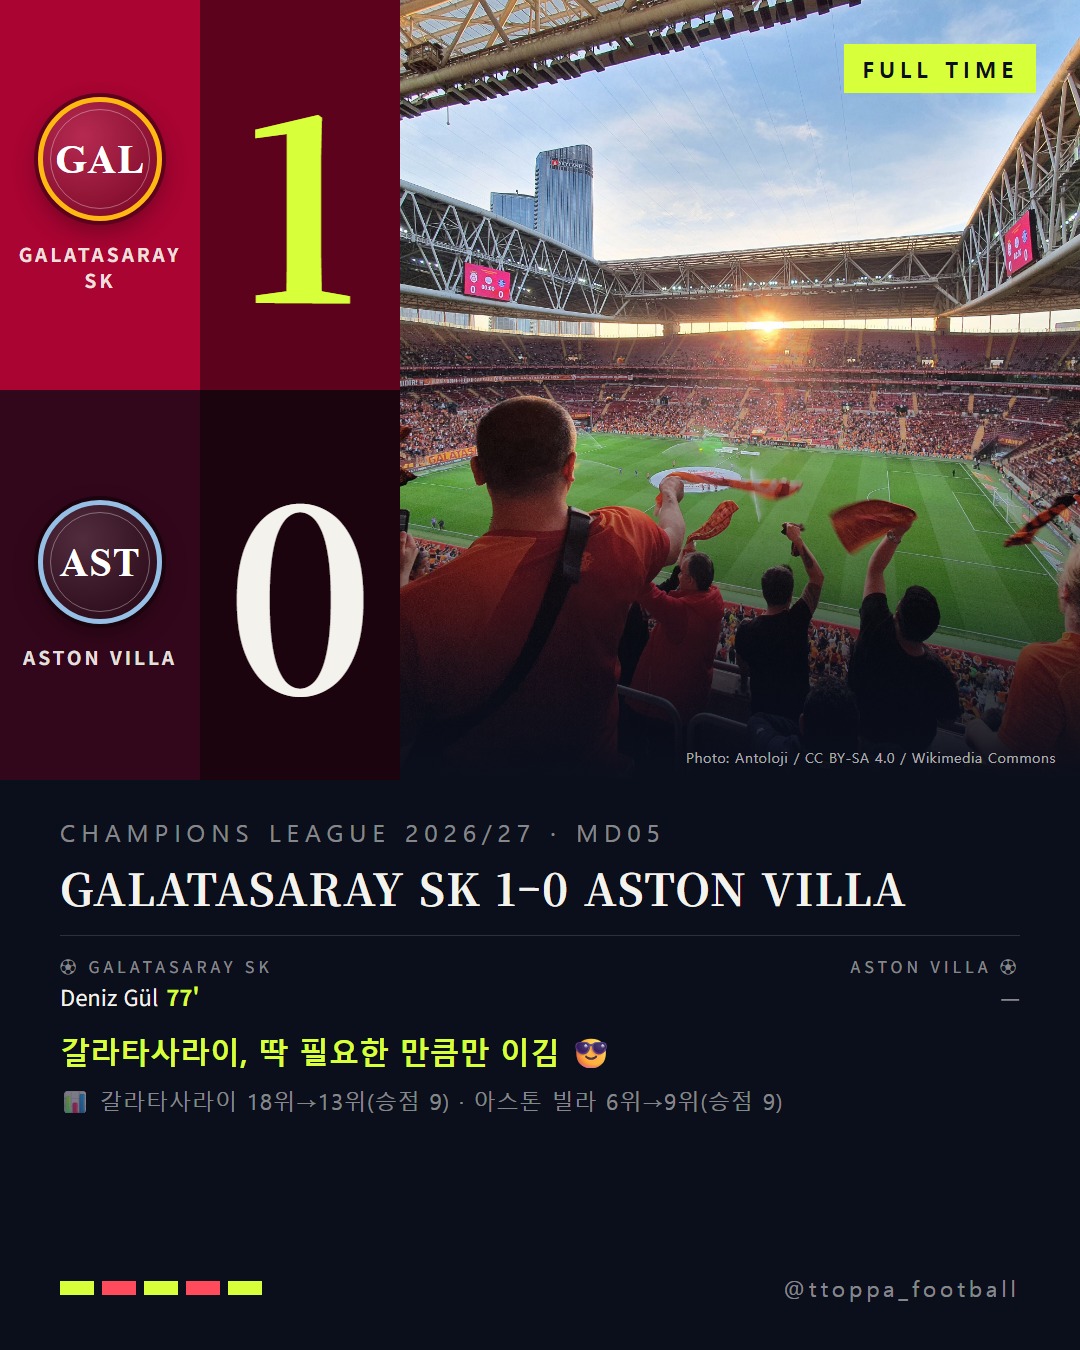 GAL
GALATASARAY
SK
1
AST
ASTON VILLA
0
FULL TIME
Photo: Antoloji / CC BY-SA 4.0 / Wikimedia Commons
CHAMPIONS LEAGUE 2026/27 · MD05
GALATASARAY SK 1–0 ASTON VILLA
⚽ GALATASARAY SK
ASTON VILLA ⚽
Deniz Gül 77'
—
갈라타사라이, 딱 필요한 만큼만 이김 😎
📊 갈라타사라이 18위→13위(승점 9) · 아스톤 빌라 6위→9위(승점 9)
@ttoppa_football